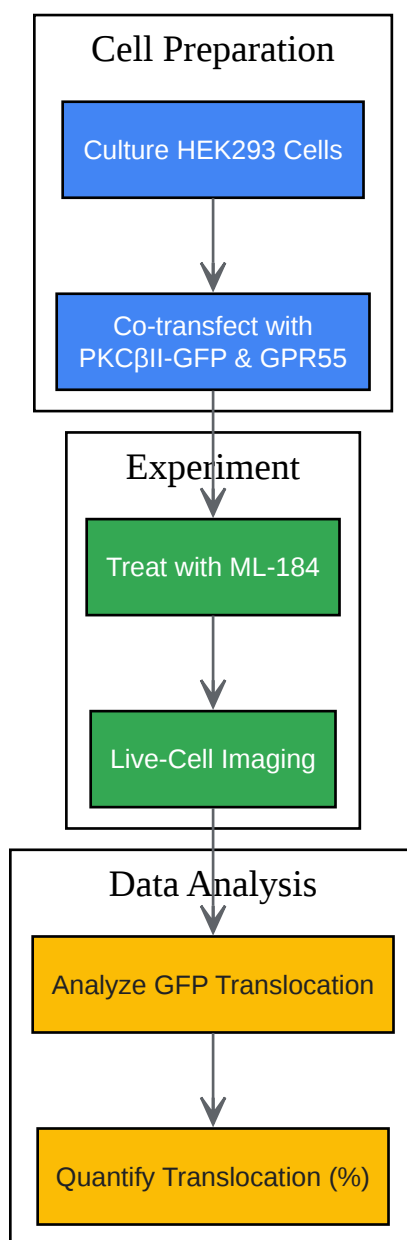 Cell Preparation
Culture HEK293 Cells
Co-transfect with
PKCβII-GFP & GPR55
Experiment
Treat with ML-184
Live-Cell Imaging
Data Analysis
Analyze GFP Translocation
Quantify Translocation (%)